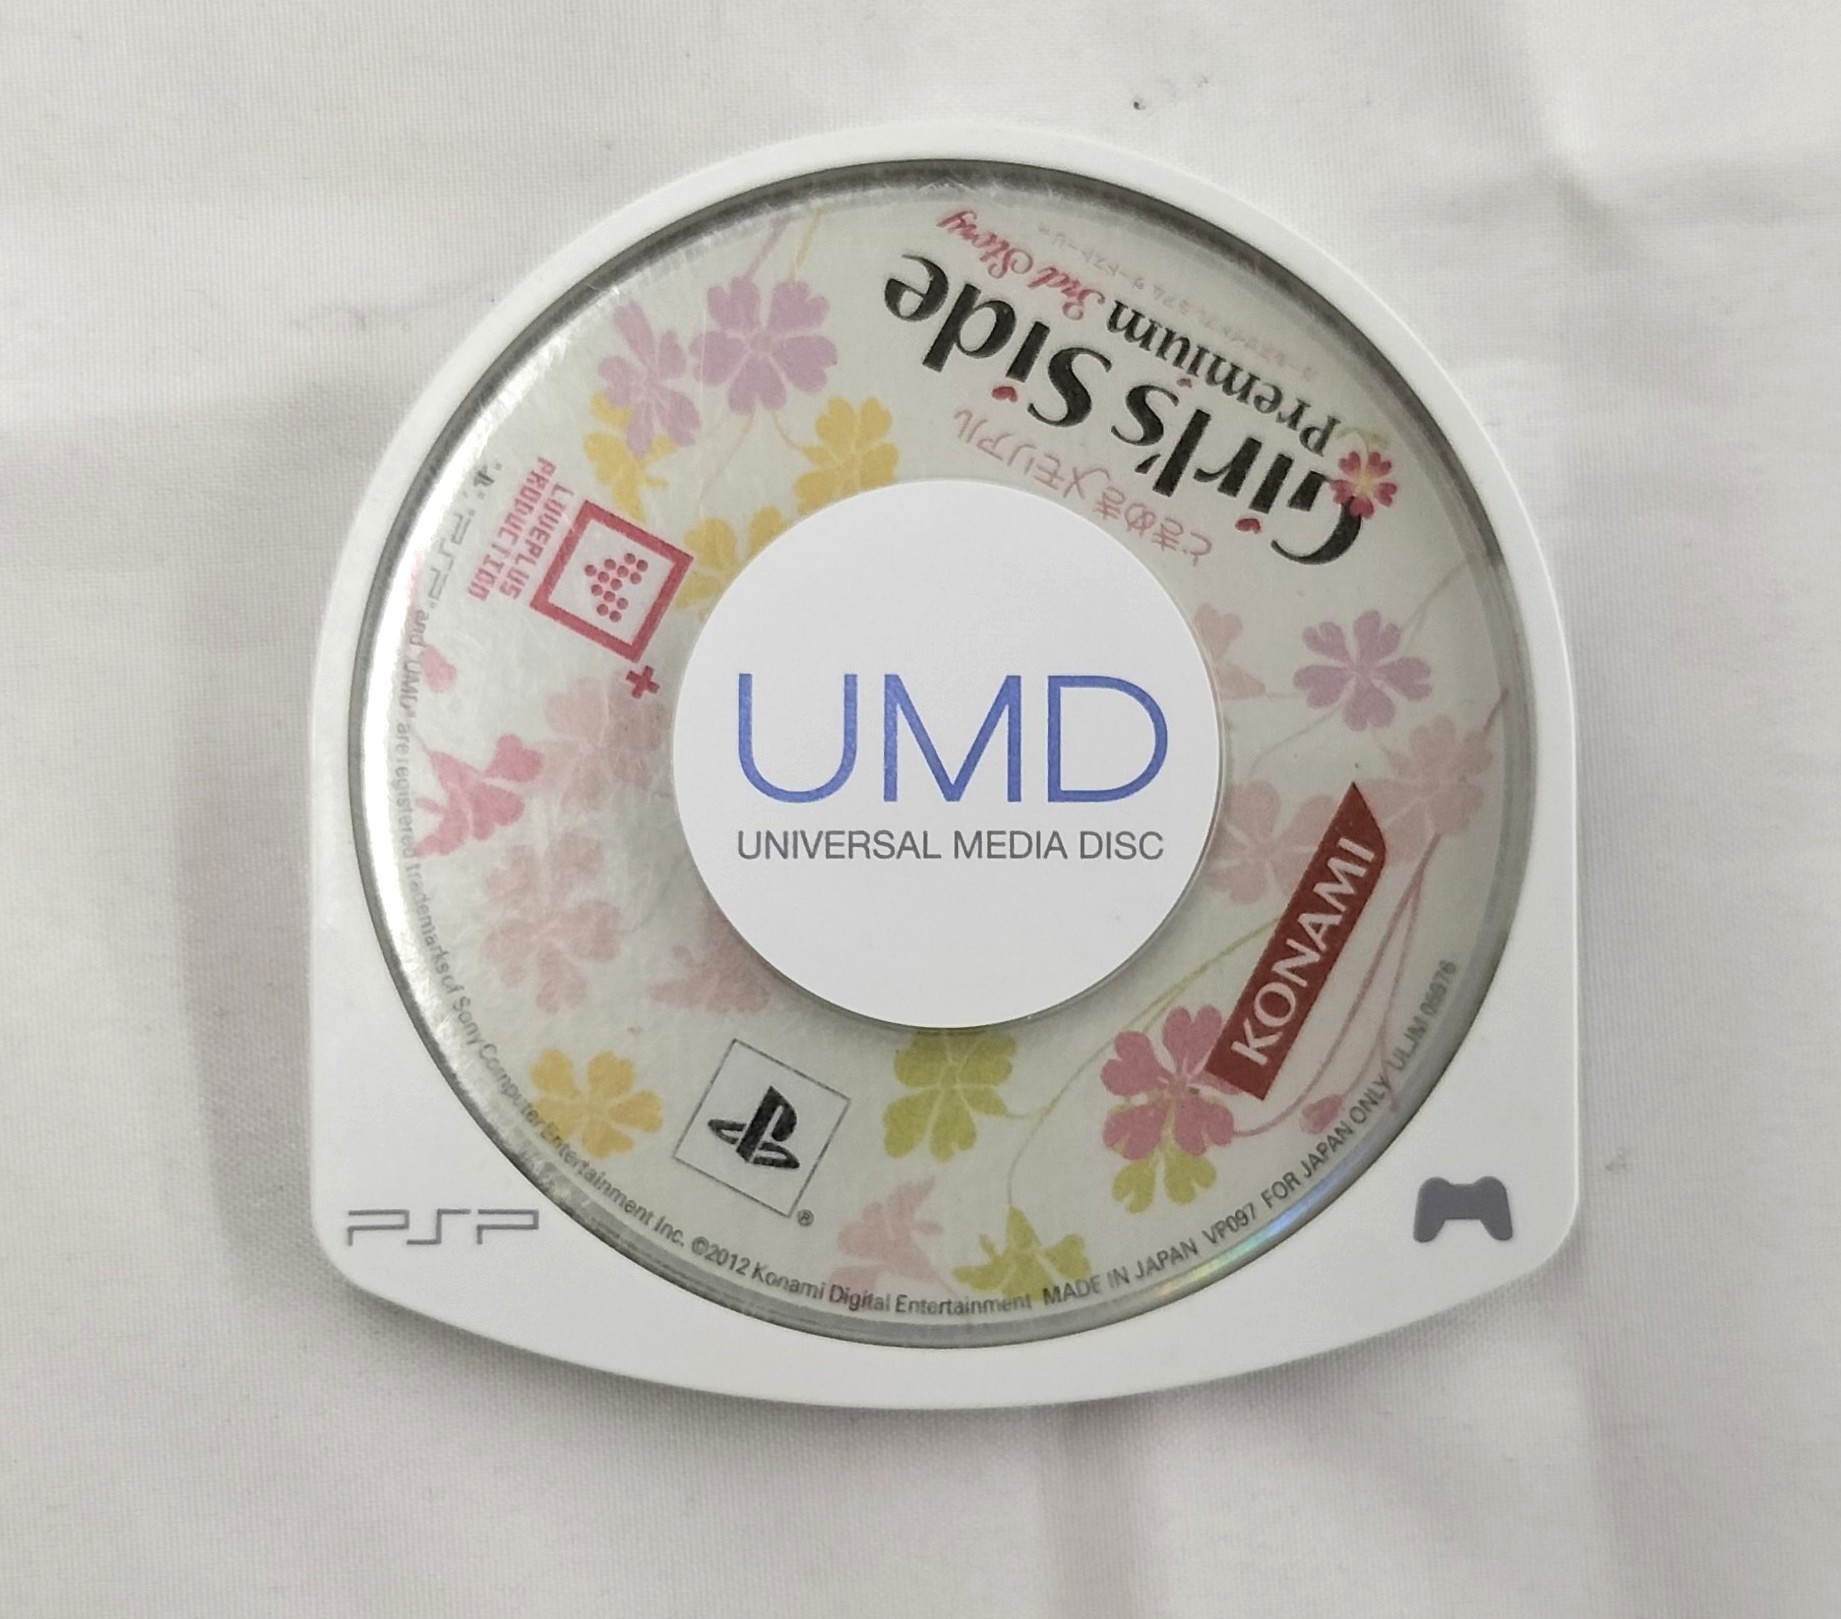 ときめきメモリアル
Girl's Side
Premium 3rd Story
LOVEPLUS
PRODUCTION
UMD
UNIVERSAL MEDIA DISC
KONAMI
PSP
and "UMD" are registered trademarks of Sony Computer Entertainment Inc. ©2012 Konami Digital Entertainment MADE IN JAPAN VP097 FOR JAPAN ONLY ULJM 05976
®